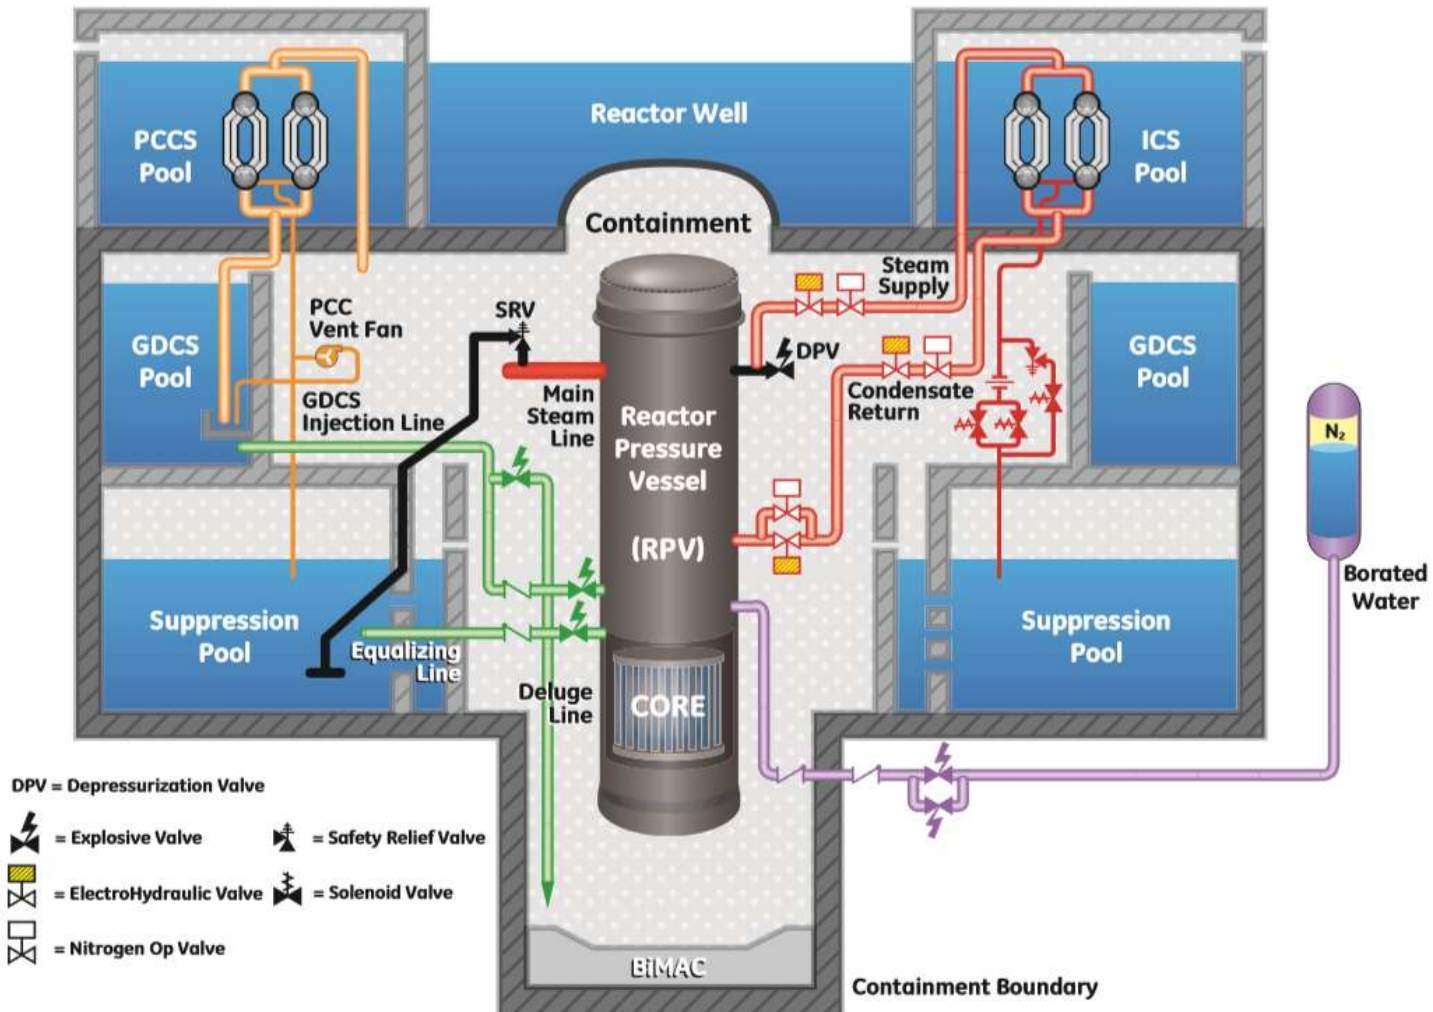 Reactor Well
PCCS
Pool
ICS
Pool
Containment
Steam
Supply
SRV
PCC
Vent Fan
GDCS
Pool
DPV
GDCS
Pool
GDCS
Injection Line
Main
Steam
Line
Condensate
Return
Reactor
Pressure
Vessel
(RPV)
N₂
Borated
Water
Suppression
Pool
Suppression
Pool
Equalizing
Line
Deluge
Line
CORE
DPV = Depressurization Valve
= Explosive Valve
= Safety Relief Valve
= ElectroHydraulic Valve
= Solenoid Valve
= Nitrogen Op Valve
BiMAC
Containment Boundary